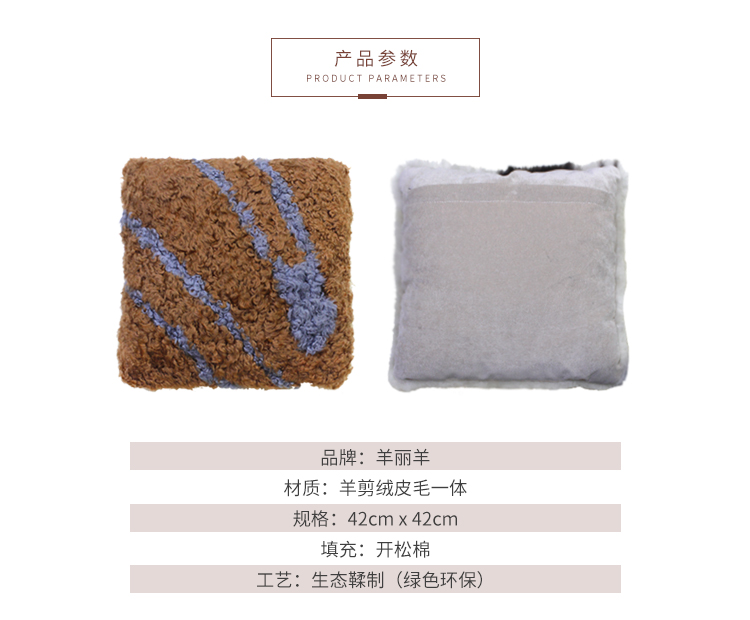 产品参数
PRODUCT PARAMETERS
品牌：羊丽羊
材质：羊剪绒皮毛一体
规格：42cm x 42cm
填充：开松棉
工艺：生态鞣制（绿色环保）